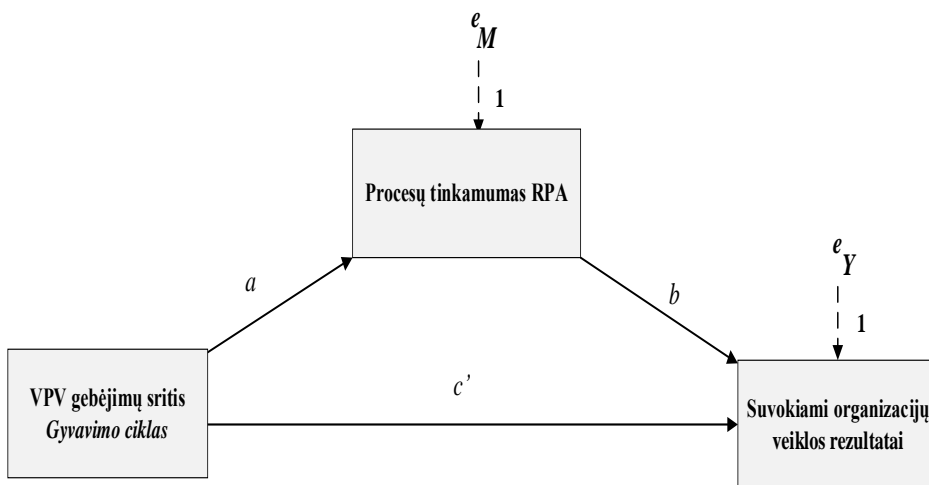 e M
1
Procesų tinkamumas RPA
a
b
e Y
1
VPV gebėjimų sritis
Gyvavimo ciklas
c’
Suvokiami organizacijų
veiklos rezultatai